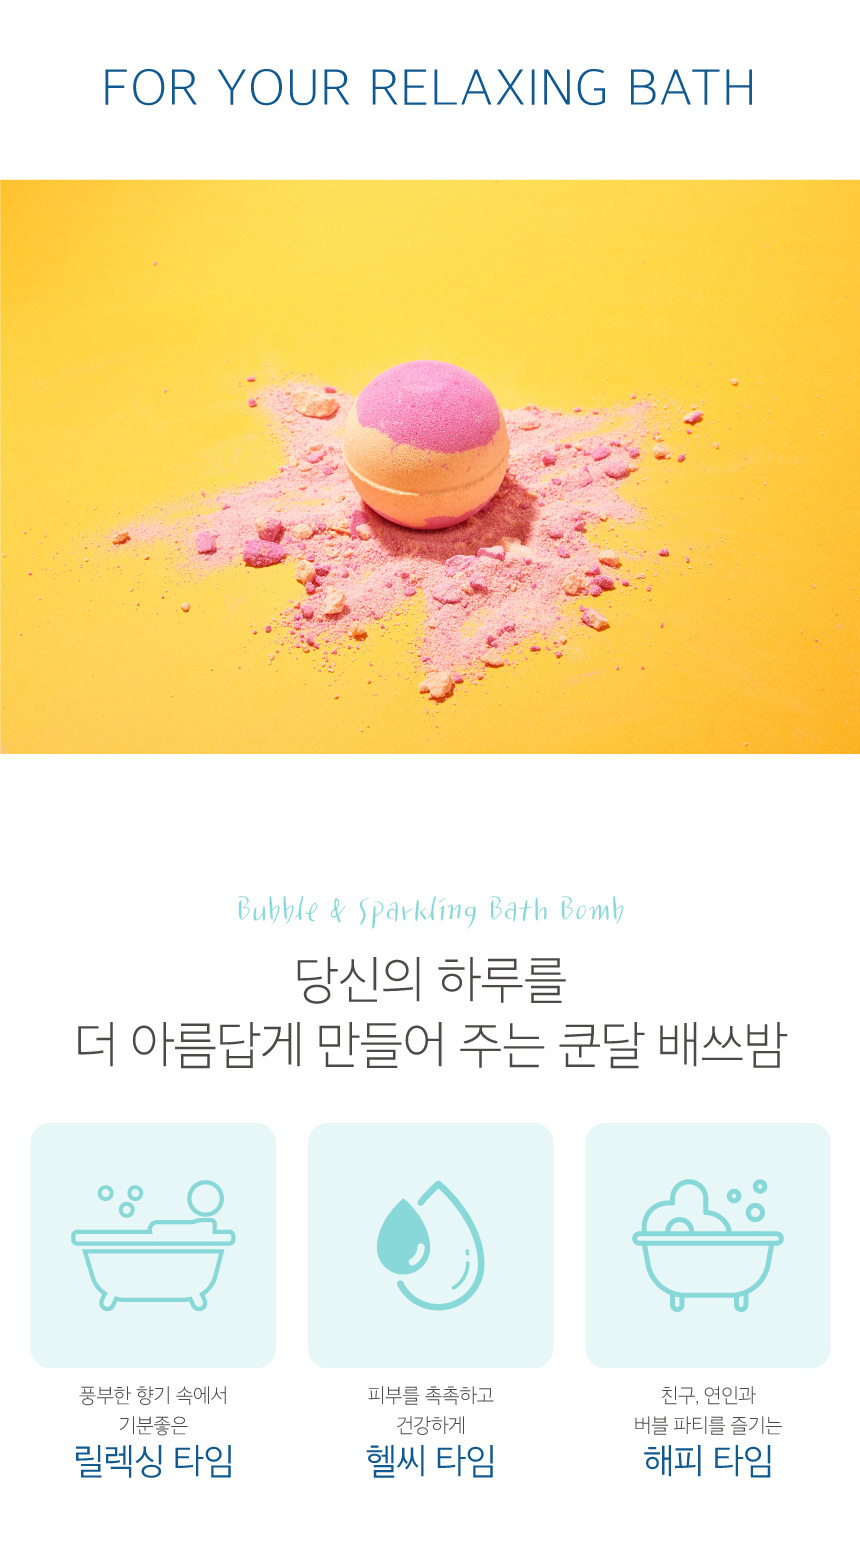 FOR YOUR RELAXING BATH
Bubble & Sparkling Bath Bomb
당신의 하루를
더 아름답게 만들어 주는 쿤달 배쓰밤
풍부한 향기 속에서
기분좋은
릴렉싱 타임
피부를 촉촉하고
건강하게
헬씨 타임
친구, 연인과
버블 파티를 즐기는
해피 타임